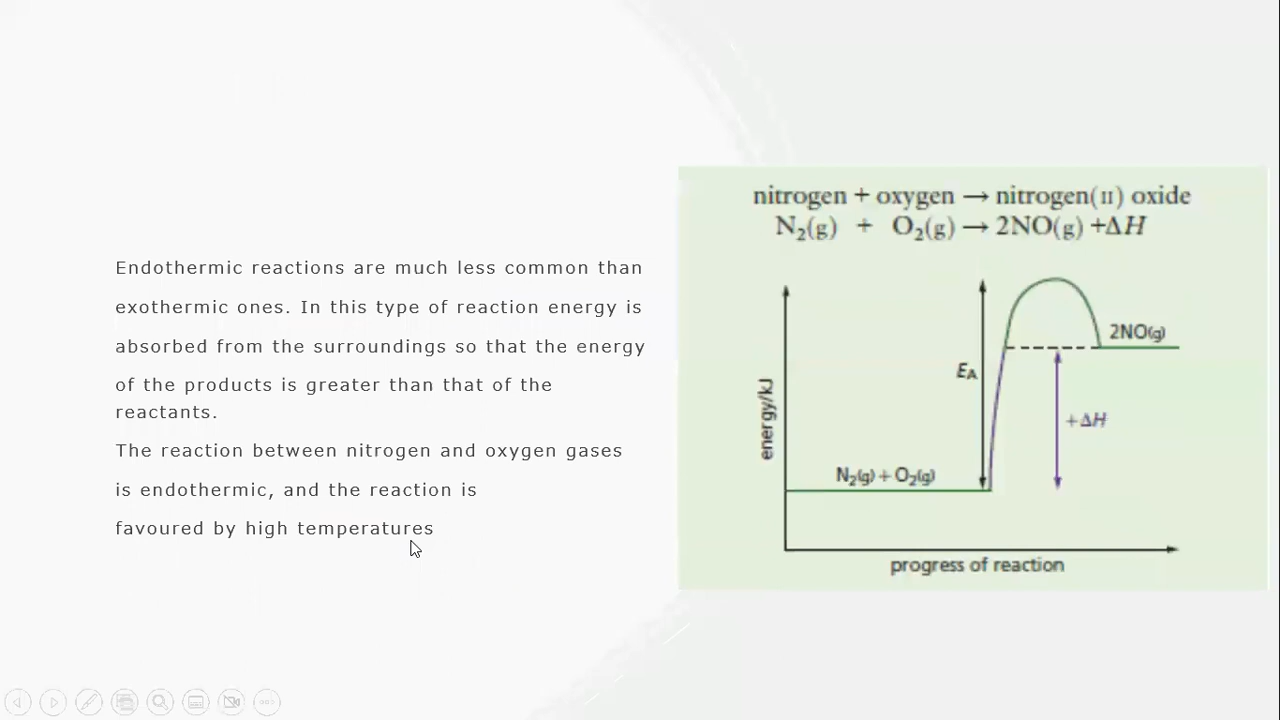 Endothermic reactions are much less common than
exothermic ones. In this type of reaction energy is
absorbed from the surroundings so that the energy
of the products is greater than that of the
reactants.
The reaction between nitrogen and oxygen gases
is endothermic, and the reaction is
favoured by high temperatures
nitrogen + oxygen → nitrogen(II) oxide
N₂(g) + O₂(g) → 2NO(g) +ΔH
2NO(g)
EA
+ΔH
energy/kJ
N₂(g) + O₂(g)
progress of reaction